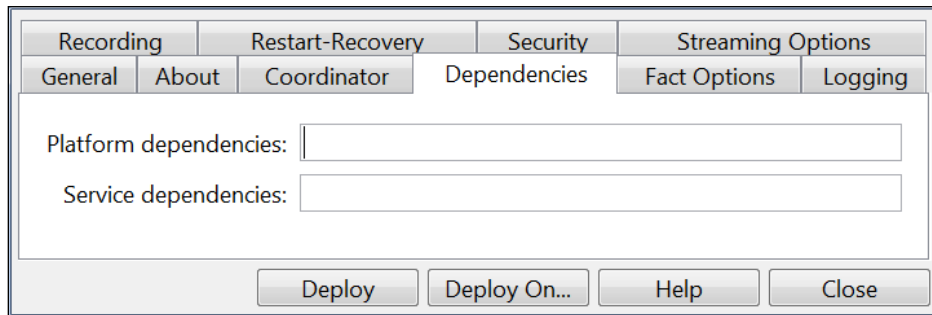 Recording Restart-Recovery Security Streaming Options
General About Coordinator Dependencies Fact Options Logging
Platform dependencies:
Service dependencies:
Deploy Deploy On... Help Close